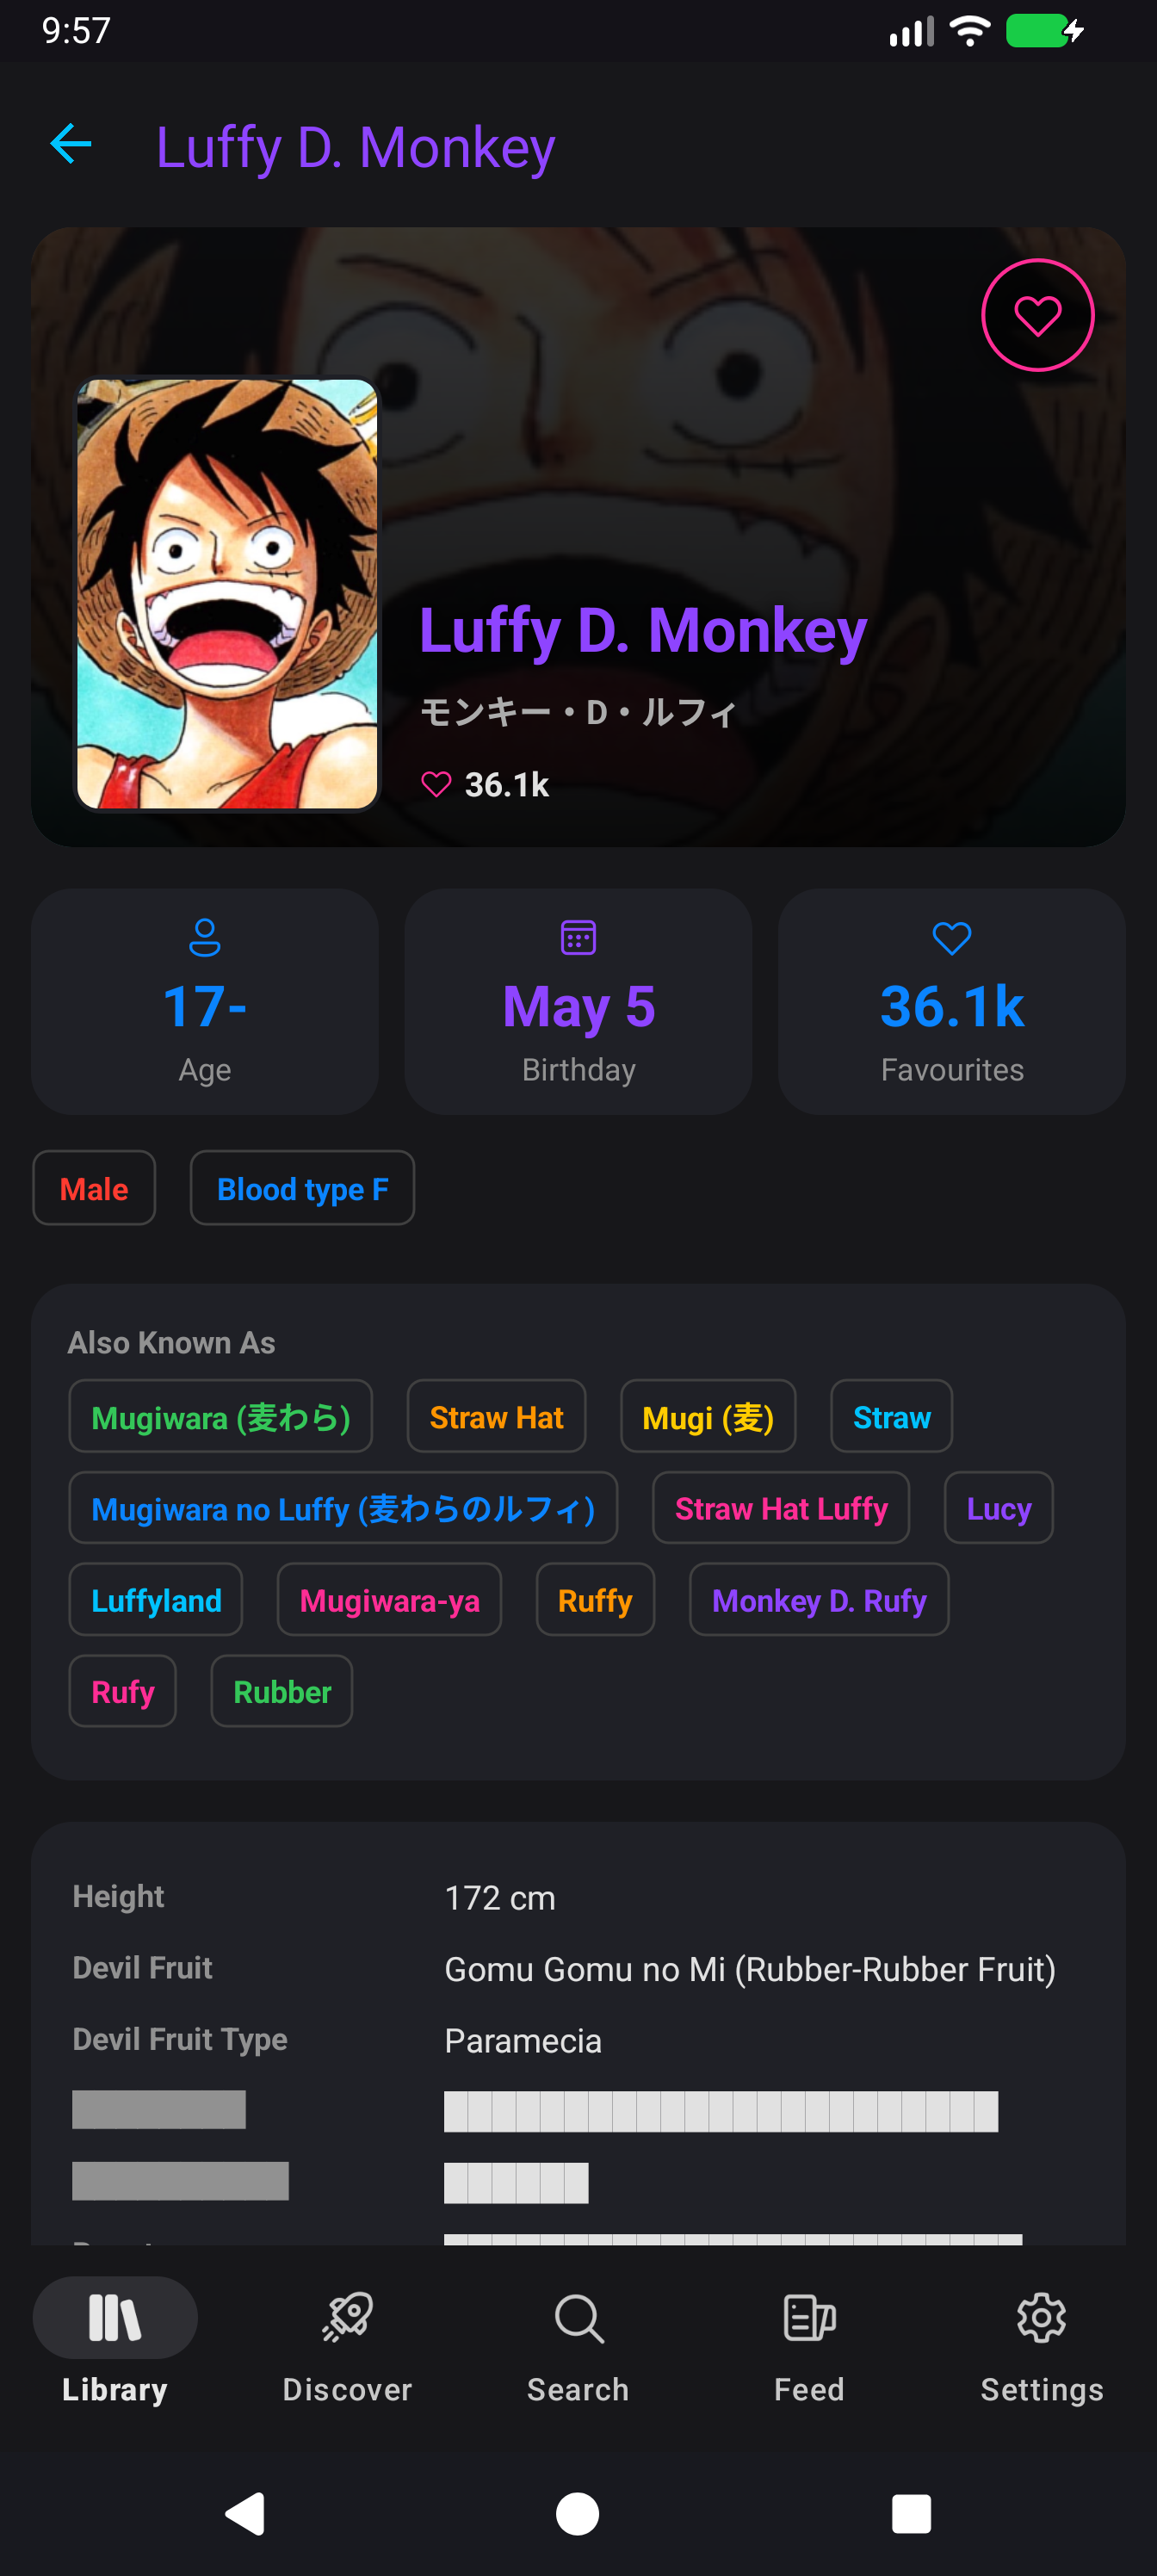 9:57
Luffy D. Monkey
Luffy D. Monkey
モンキー・D・ルフィ
36.1k
17- May 5 36.1k
Age Birthday Favourites
Male Blood type F
Also Known As
Mugiwara (麦わら) Straw Hat Mugi (麦) Straw
Mugiwara no Luffy (麦わらのルフィ) Straw Hat Luffy Lucy
Luffyland Mugiwara-ya Ruffy Monkey D. Rufy
Rufy Rubber
Height 172 cm
Devil Fruit Gomu Gomu no Mi (Rubber-Rubber Fruit)
Devil Fruit Type Paramecia
Library Discover Search Feed Settings